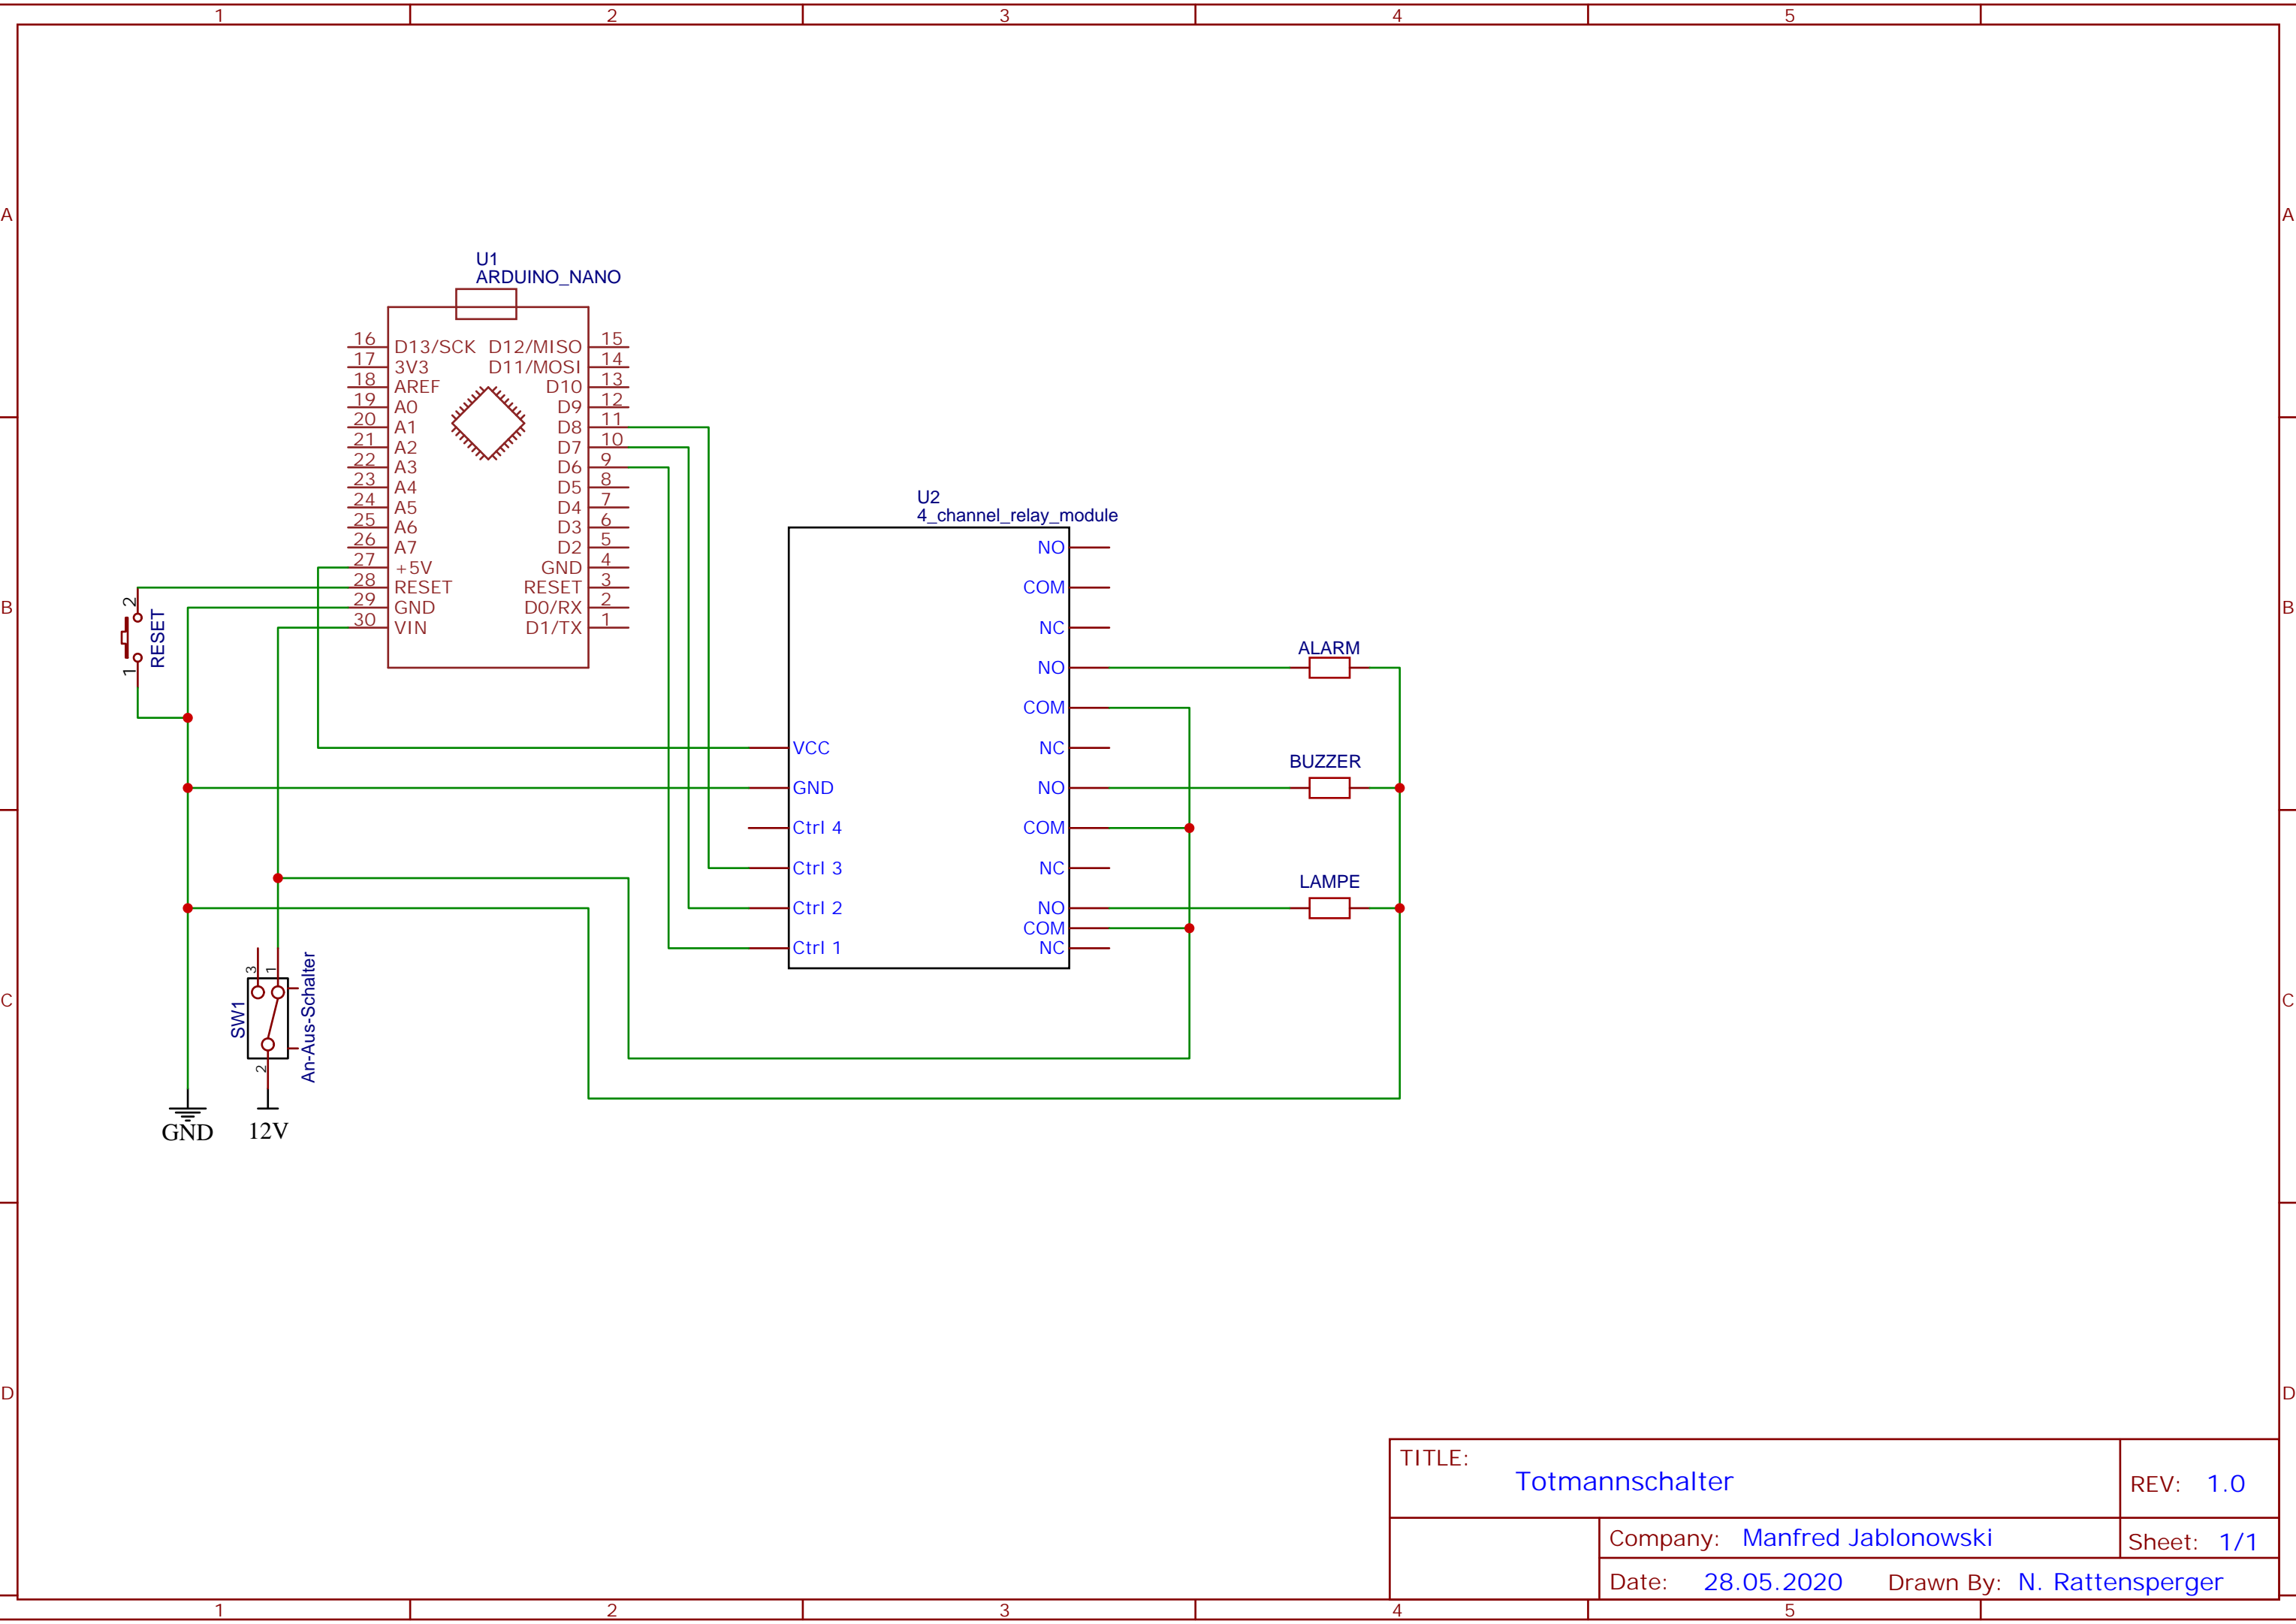 1 2 3 4 5
A A
B B
C C
D D
U1
ARDUINO_NANO
16 D13/SCK D12/MISO 15
17 3V3 D11/MOSI 14
18 AREF D10 13
19 A0 D9 12
20 A1 D8 11
21 A2 D7 10
22 A3 D6 9
23 A4 D5 8
24 A5 D4 7
25 A6 D3 6
26 A7 D2 5
27 +5V GND 4
28 RESET RESET 3
29 GND D0/RX 2
30 VIN D1/TX 1
2
RESET
1
U2
4_channel_relay_module
NO
COM
NC
NO
COM
VCC NC
GND NO
Ctrl 4 COM
Ctrl 3 NC
Ctrl 2 NO
COM
Ctrl 1 NC
ALARM
BUZZER
LAMPE
3 1
SW1
An-Aus-Schalter
2
GND 12V
TITLE:
Totmannschalter
REV: 1.0
Company: Manfred Jablonowski
Sheet: 1/1
Date: 28.05.2020 Drawn By: N. Rattensperger
1 2 3 4 5